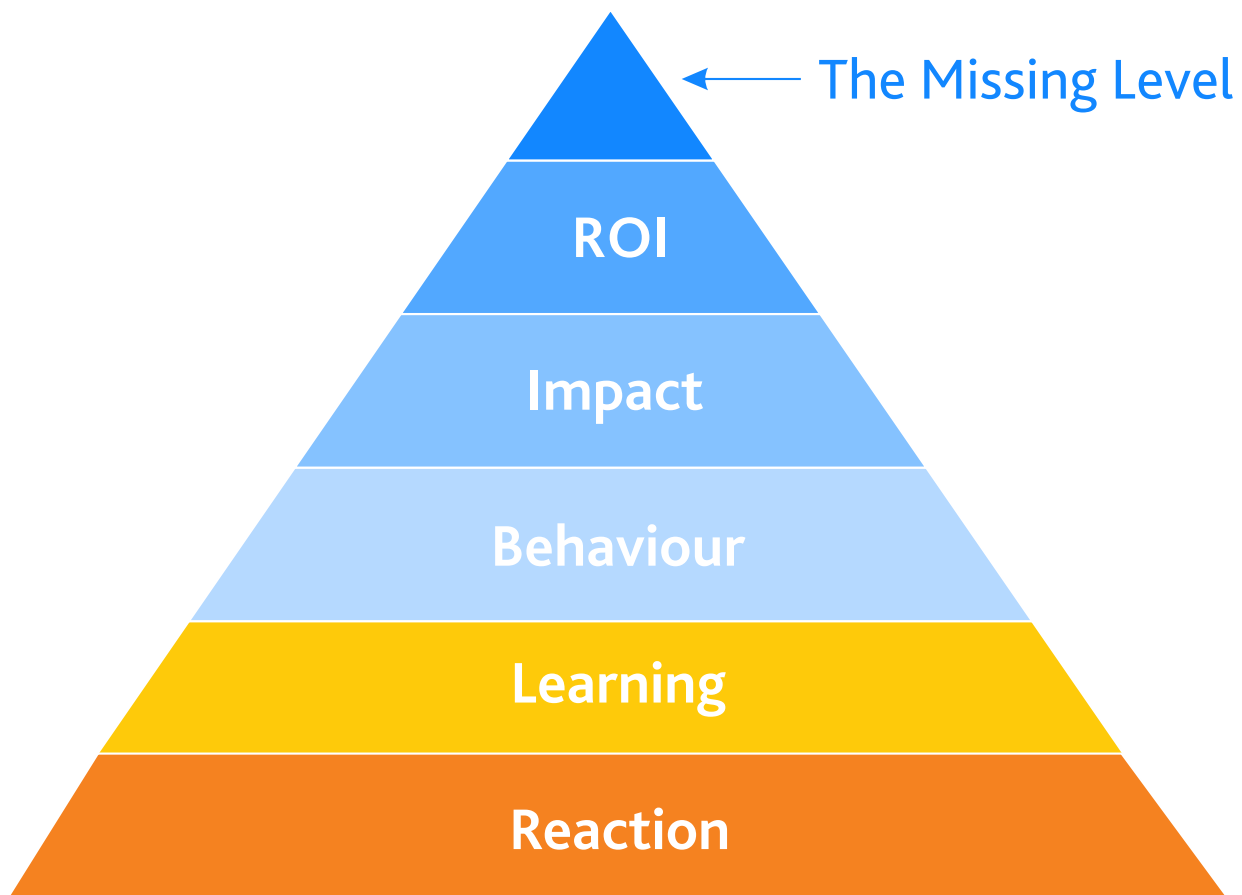 The Missing Level
ROI
Impact
Behaviour
Learning
Reaction